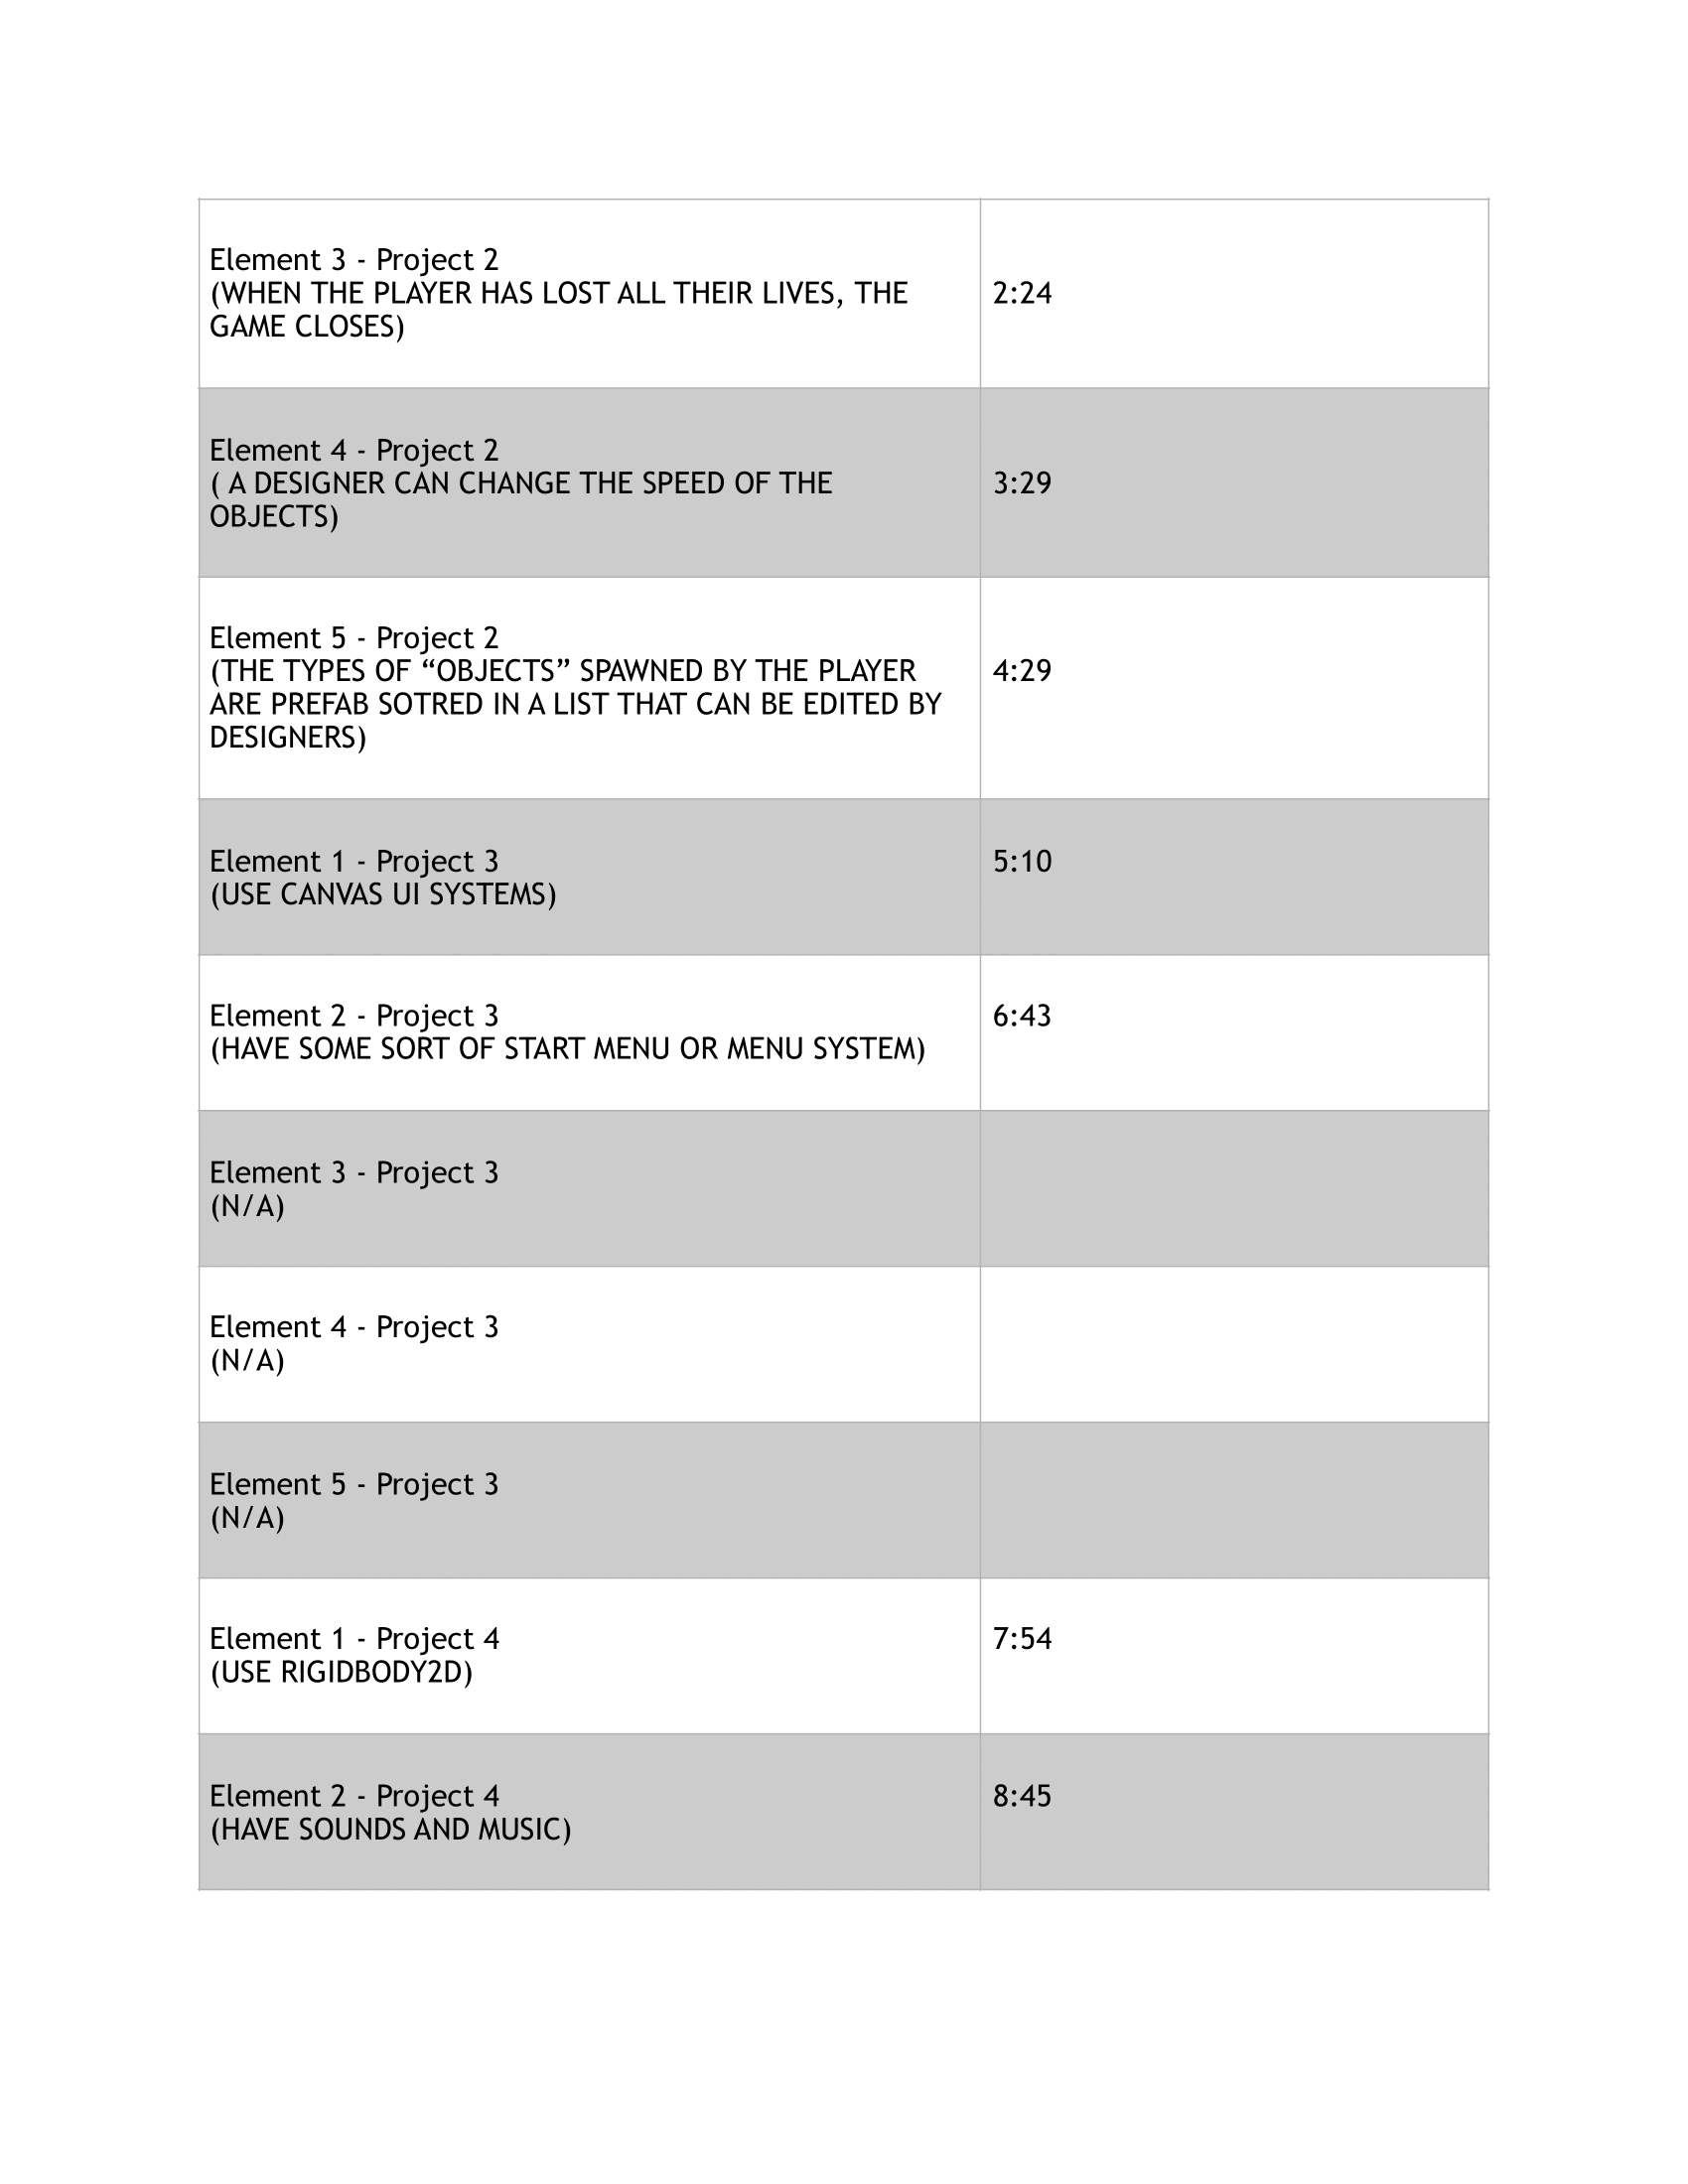 Element 3 - Project 2
(WHEN THE PLAYER HAS LOST ALL THEIR LIVES, THE
GAME CLOSES)
2:24
Element 4 - Project 2
( A DESIGNER CAN CHANGE THE SPEED OF THE
OBJECTS)
3:29
Element 5 - Project 2
(THE TYPES OF “OBJECTS” SPAWNED BY THE PLAYER
ARE PREFAB SOTRED IN A LIST THAT CAN BE EDITED BY
DESIGNERS)
4:29
Element 1 - Project 3
(USE CANVAS UI SYSTEMS)
5:10
Element 2 - Project 3
(HAVE SOME SORT OF START MENU OR MENU SYSTEM)
6:43
Element 3 - Project 3
(N/A)
Element 4 - Project 3
(N/A)
Element 5 - Project 3
(N/A)
Element 1 - Project 4
(USE RIGIDBODY2D)
7:54
Element 2 - Project 4
(HAVE SOUNDS AND MUSIC)
8:45